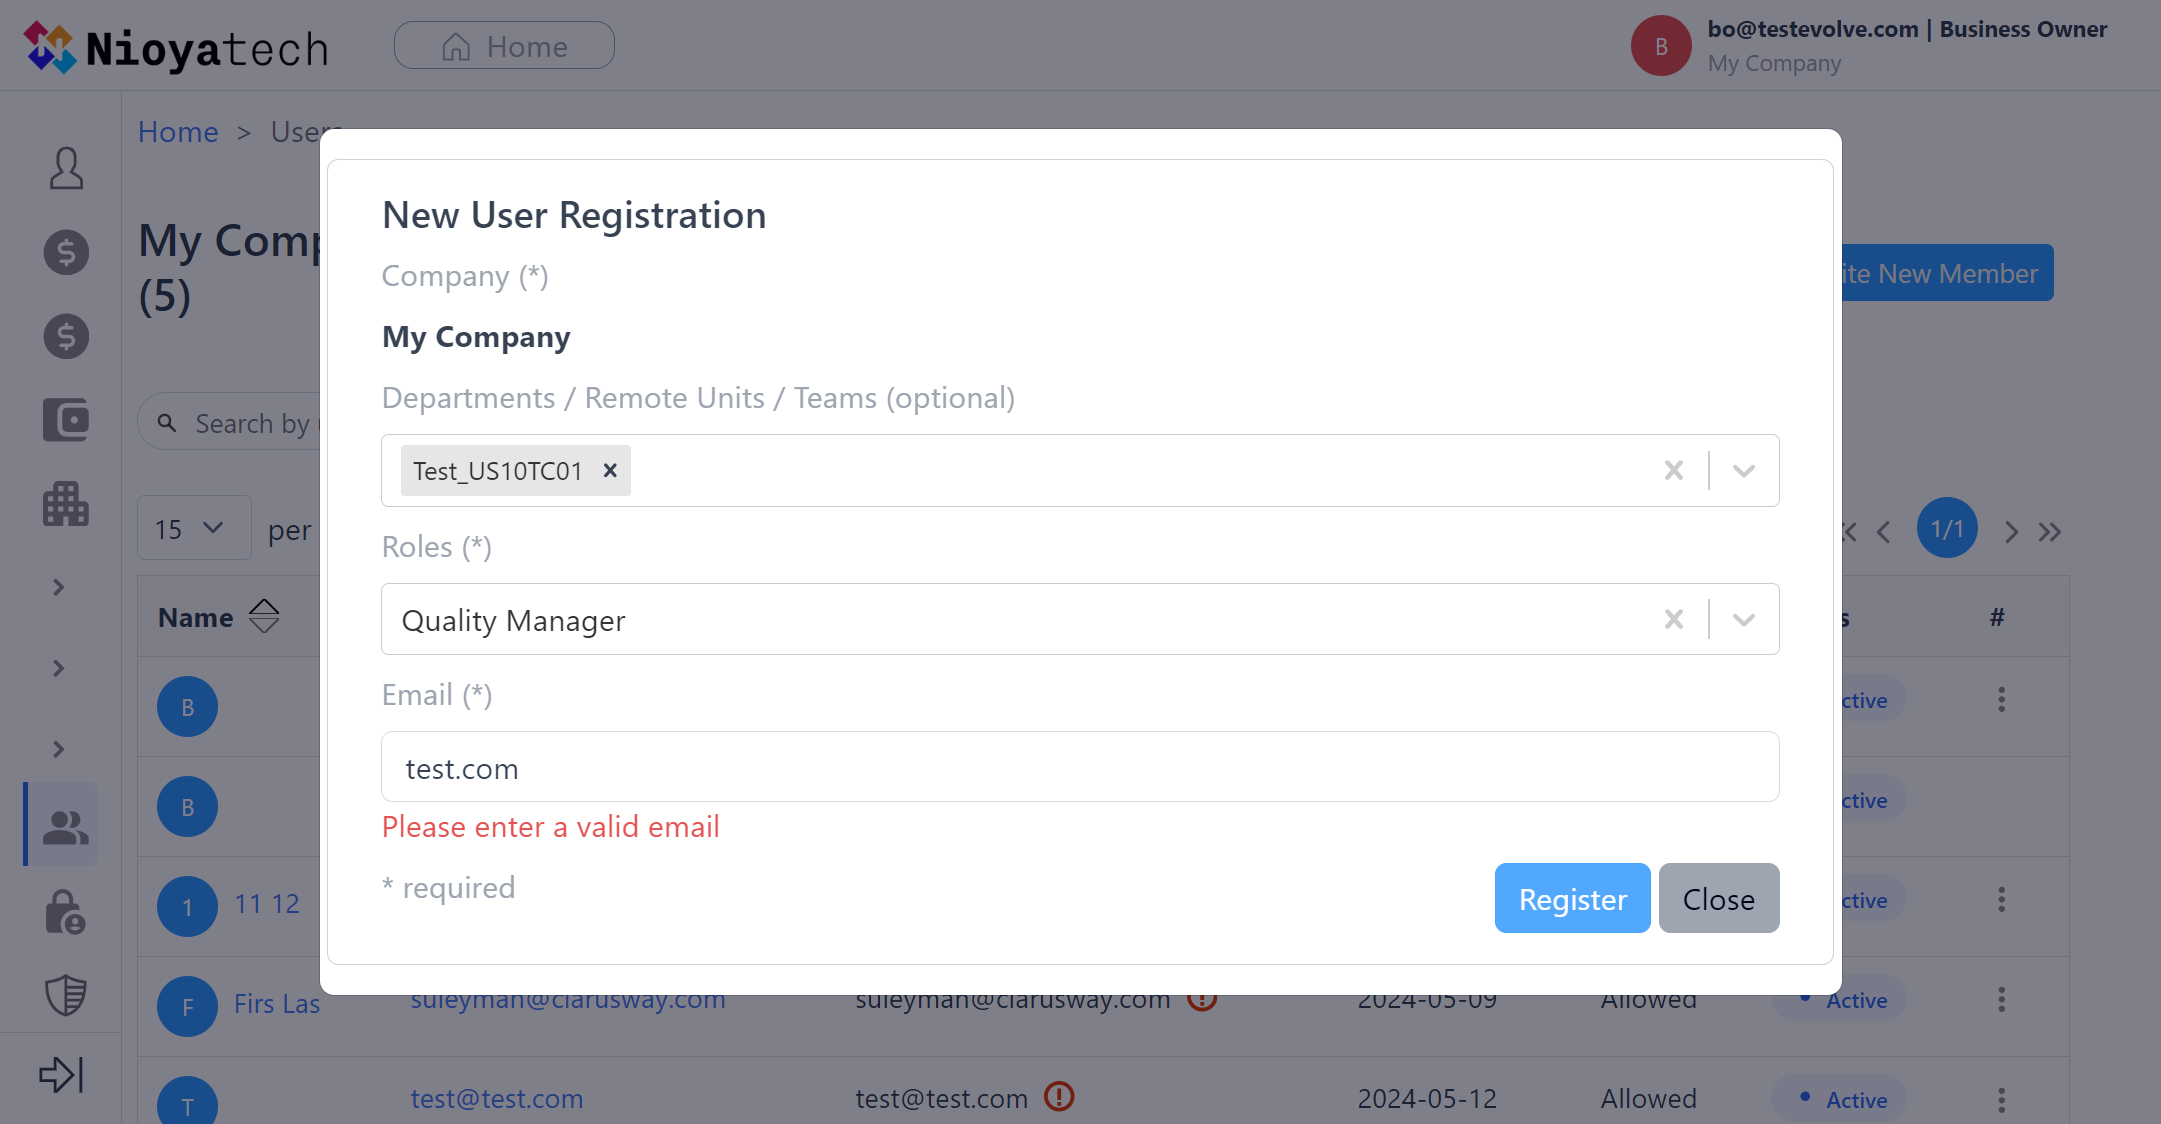 Nioyatech
Home
B
bo@testevolve.com | Business Owner
My Company
Home > Users
My Comp
(5)
ite New Member
Search by
15
per
1/1
Name
s
#
B
ctive
B
ctive
1
11 12
ctive
F
Firs Las
suleyman@clarusway.com
suleyman@clarusway.com
2024-05-09
Allowed
Active
T
test@test.com
test@test.com
2024-05-12
Allowed
Active
New User Registration
Company (*)
My Company
Departments / Remote Units / Teams (optional)
Test_US10TC01
Roles (*)
Quality Manager
Email (*)
test.com
Please enter a valid email
* required
Register
Close